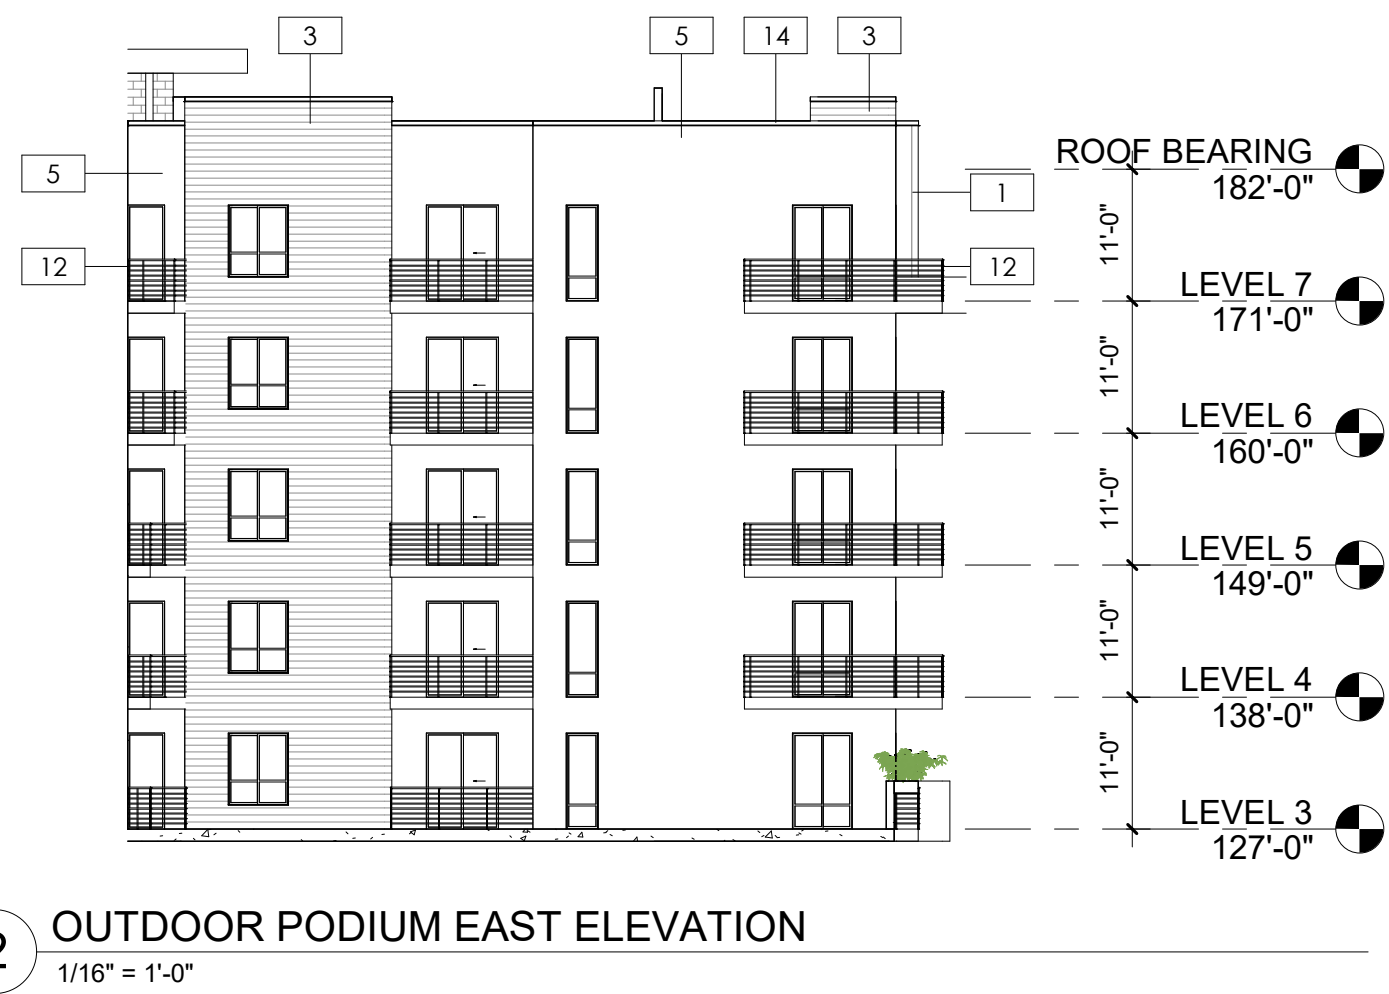 3
5
14
3
5
1
12
12
ROOF BEARING
182'-0"
11'-0"
LEVEL 7
171'-0"
11'-0"
LEVEL 6
160'-0"
11'-0"
LEVEL 5
149'-0"
11'-0"
LEVEL 4
138'-0"
11'-0"
LEVEL 3
127'-0"
2
OUTDOOR PODIUM EAST ELEVATION
1/16" = 1'-0"